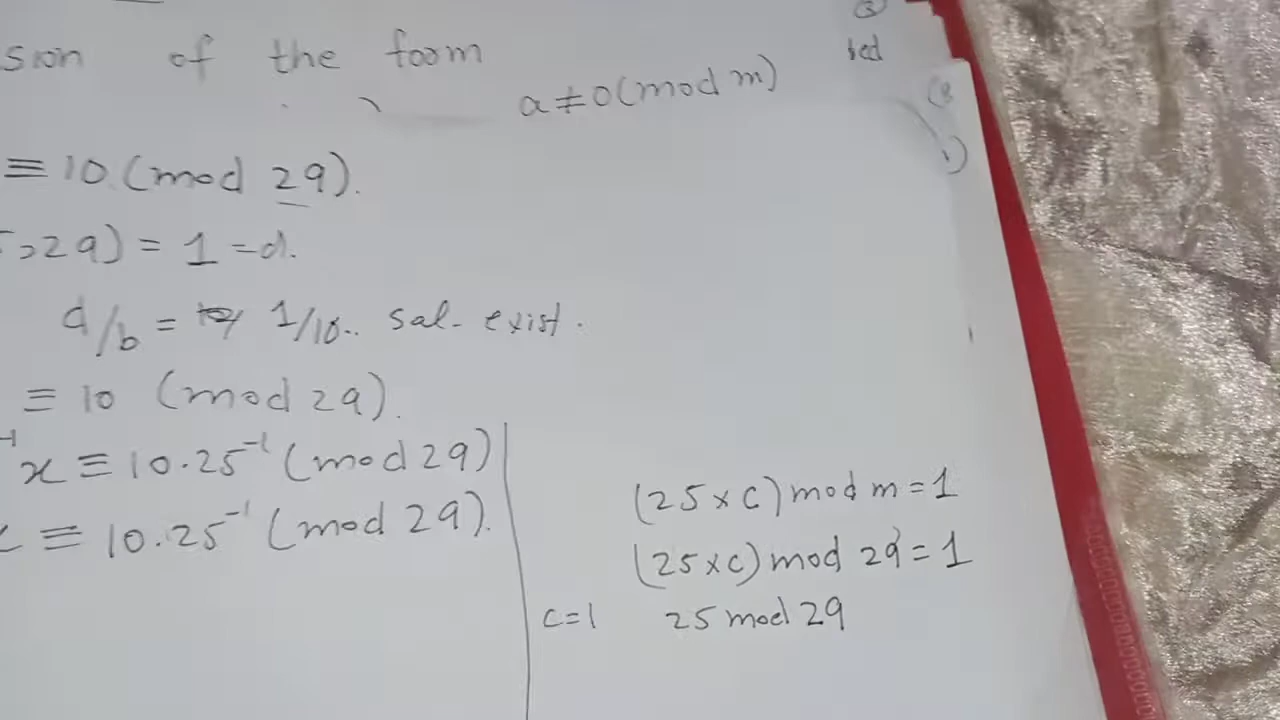 sion of the form
a≠0(mod m)
≡ 10 (mod 29).
,29) = 1 = d.
d/b = 1/10. sol. exist.
≡ 10 (mod 29).
-1 x ≡ 10.25⁻¹ (mod 29)
≡ 10.25⁻¹ (mod 29).
(25×c) mod m = 1
(25×c) mod 29 = 1
c=1 25 mod 29